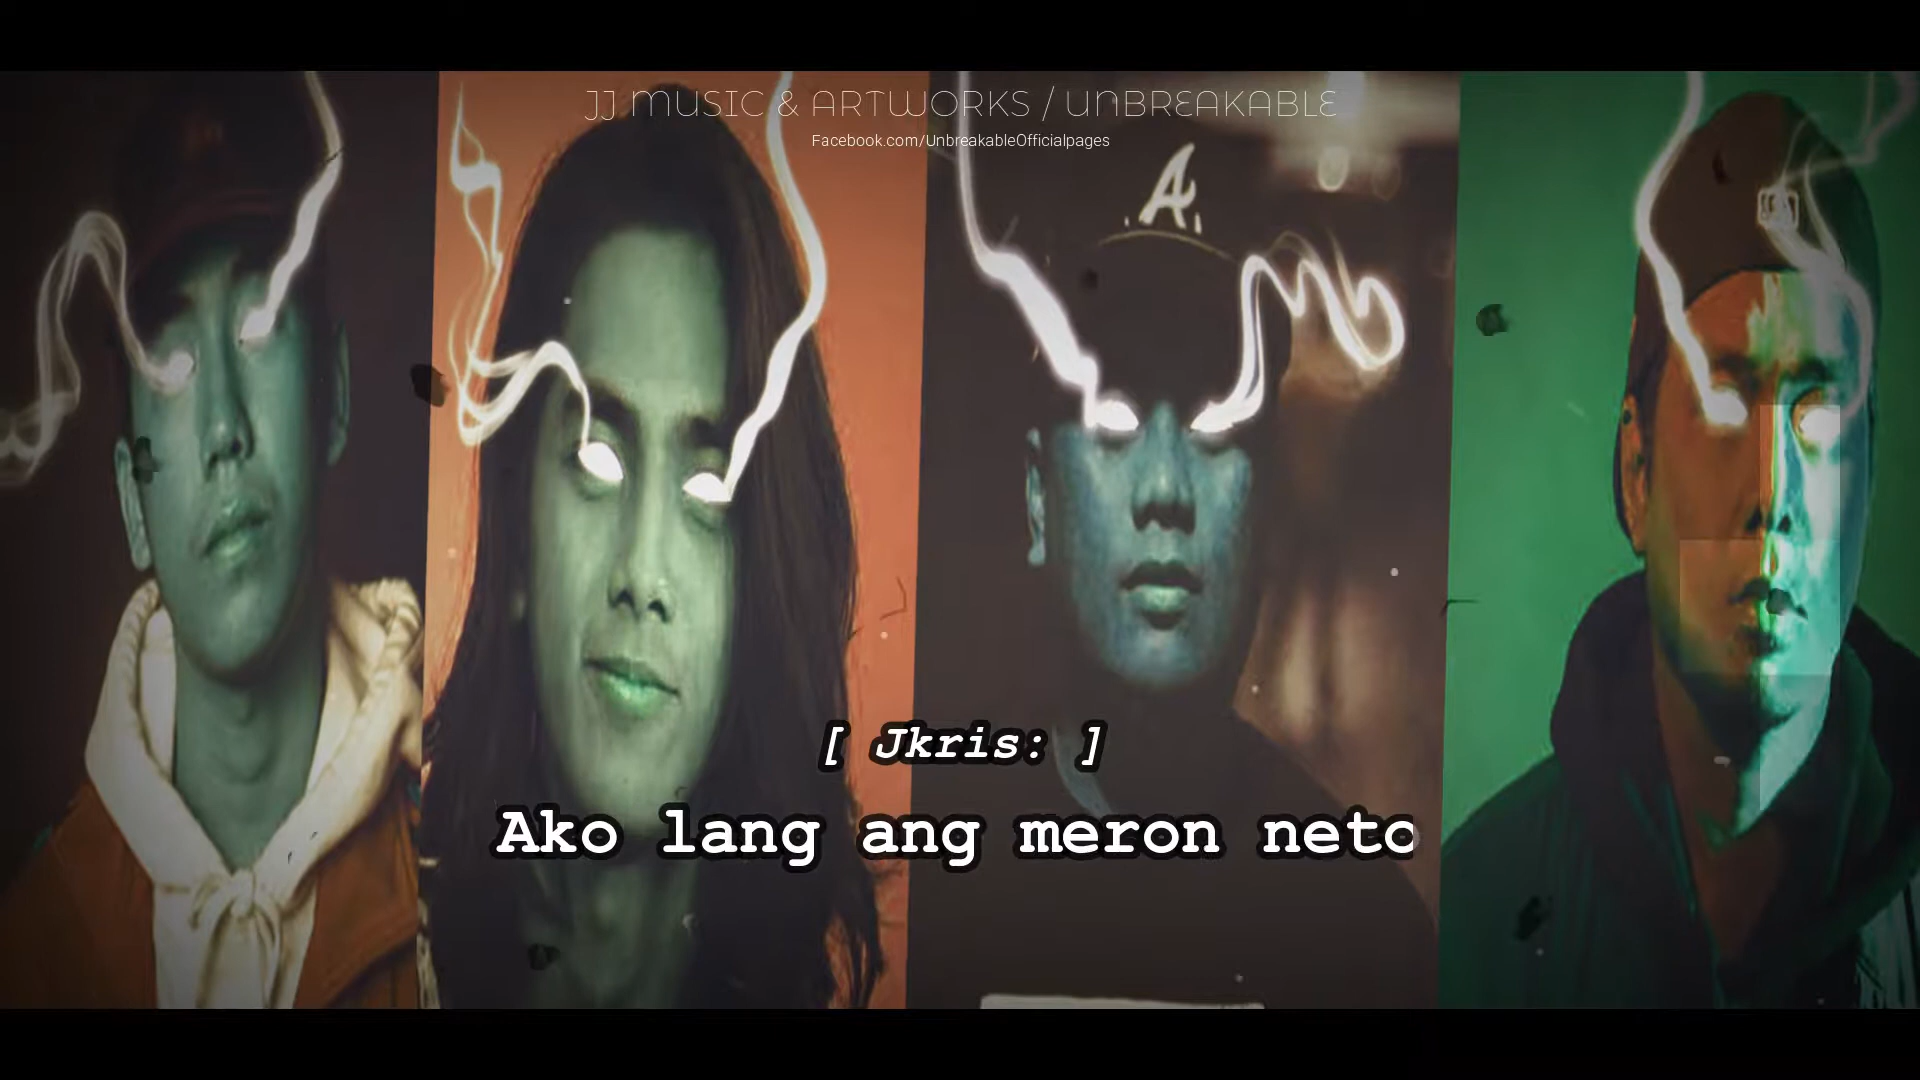 JJ MUSIC & ARTWORKS / UNBREAKABLE
Facebook.com/UnbreakableOfficialpages
A
[ Jkris: ]
Ako lang ang meron neto